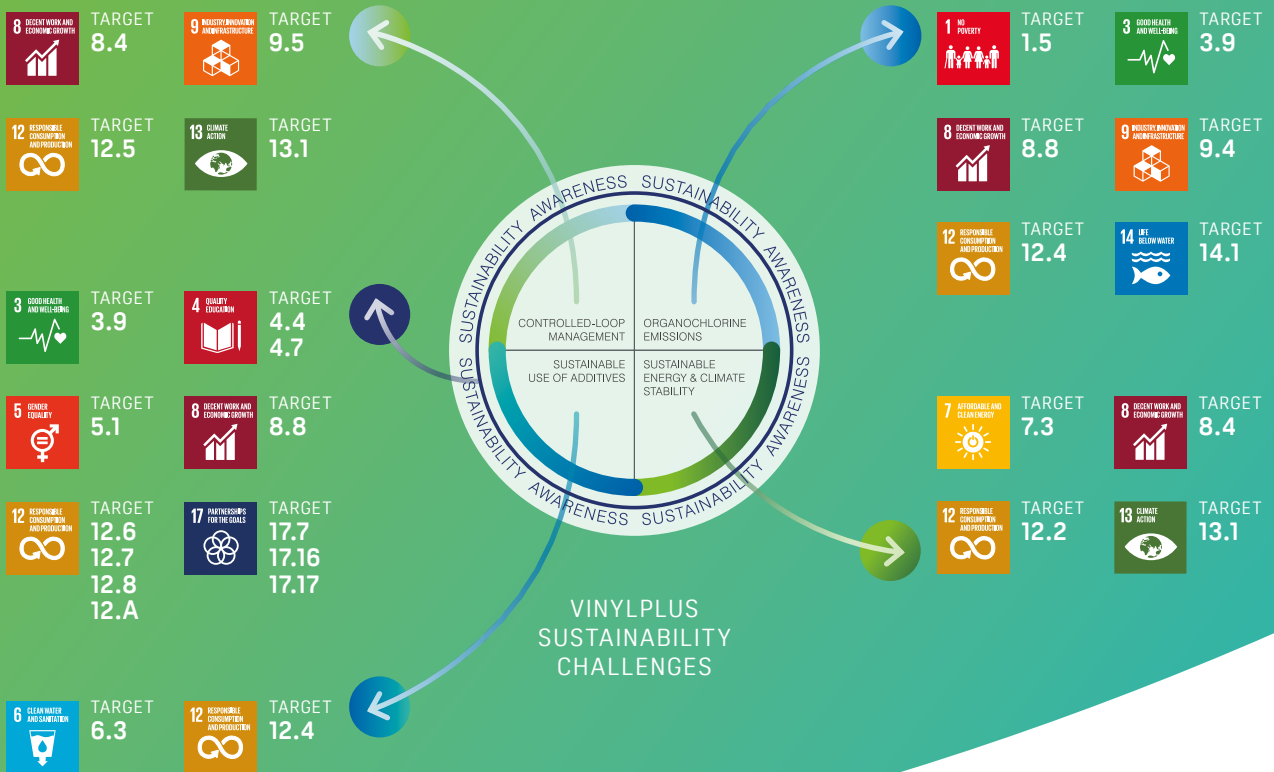 8 DECENT WORK AND
ECONOMIC GROWTH
TARGET
8.4
9 INDUSTRY, INNOVATION
AND INFRASTRUCTURE
TARGET
9.5
12 RESPONSIBLE
CONSUMPTION
AND PRODUCTION
TARGET
12.5
13 CLIMATE
ACTION
TARGET
13.1
3 GOOD HEALTH
AND WELL-BEING
TARGET
3.9
4 QUALITY
EDUCATION
TARGET
4.4
4.7
5 GENDER
EQUALITY
TARGET
5.1
8 DECENT WORK AND
ECONOMIC GROWTH
TARGET
8.8
12 RESPONSIBLE
CONSUMPTION
AND PRODUCTION
TARGET
12.6
12.7
12.8
12.A
17 PARTNERSHIPS
FOR THE GOALS
TARGET
17.7
17.16
17.17
6 CLEAN WATER
AND SANITATION
TARGET
6.3
12 RESPONSIBLE
CONSUMPTION
AND PRODUCTION
TARGET
12.4
SUSTAINABILITY AWARENESS
SUSTAINABILITY AWARENESS
SUSTAINABILITY AWARENESS
SUSTAINABILITY AWARENESS
CONTROLLED-LOOP
MANAGEMENT
ORGANOCHLORINE
EMISSIONS
SUSTAINABLE
USE OF ADDITIVES
SUSTAINABLE
ENERGY & CLIMATE
STABILITY
VINYLPLUS
SUSTAINABILITY
CHALLENGES
1 NO
POVERTY
TARGET
1.5
3 GOOD HEALTH
AND WELL-BEING
TARGET
3.9
8 DECENT WORK AND
ECONOMIC GROWTH
TARGET
8.8
9 INDUSTRY, INNOVATION
AND INFRASTRUCTURE
TARGET
9.4
12 RESPONSIBLE
CONSUMPTION
AND PRODUCTION
TARGET
12.4
14 LIFE
BELOW WATER
TARGET
14.1
7 AFFORDABLE AND
CLEAN ENERGY
TARGET
7.3
8 DECENT WORK AND
ECONOMIC GROWTH
TARGET
8.4
12 RESPONSIBLE
CONSUMPTION
AND PRODUCTION
TARGET
12.2
13 CLIMATE
ACTION
TARGET
13.1